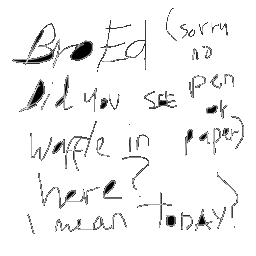 Bro Ed
(sorry
no
pen
or
paper)
Did you see
Waffle in
here?
I mean today?